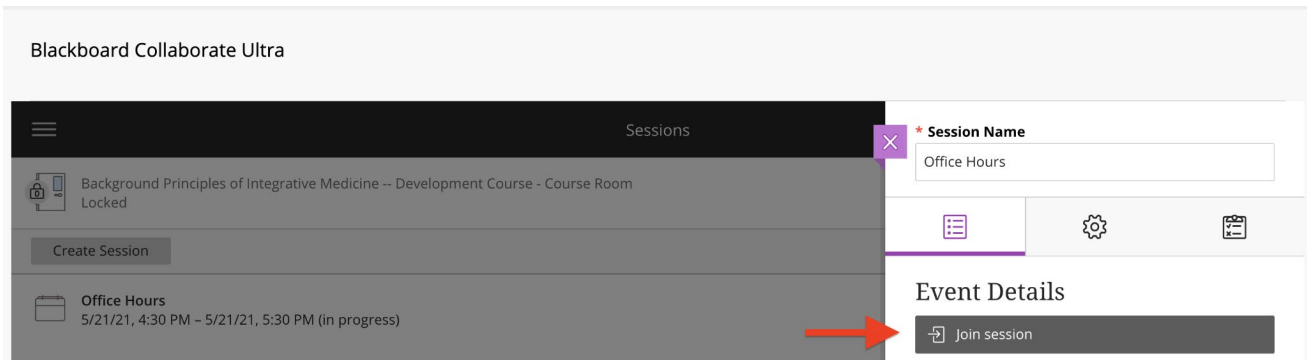 Blackboard Collaborate Ultra
Sessions
Background Principles of Integrative Medicine -- Development Course - Course Room
Locked
Create Session
Office Hours
5/21/21, 4:30 PM – 5/21/21, 5:30 PM (in progress)
* Session Name
Office Hours
Event Details
Join session